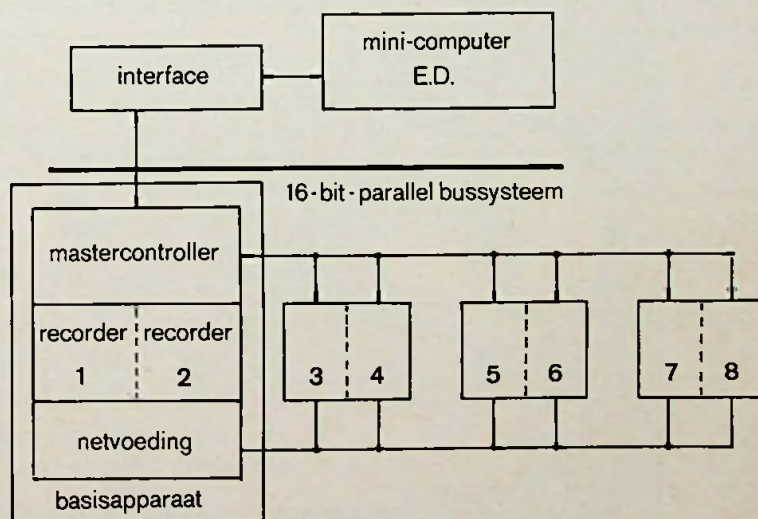 mini-computer
E.D.
interface
16-bit-parallel bussysteem
mastercontroller
recorder recorder
1 2 3 4 5 6 7 8
netvoeding
basisapparaat